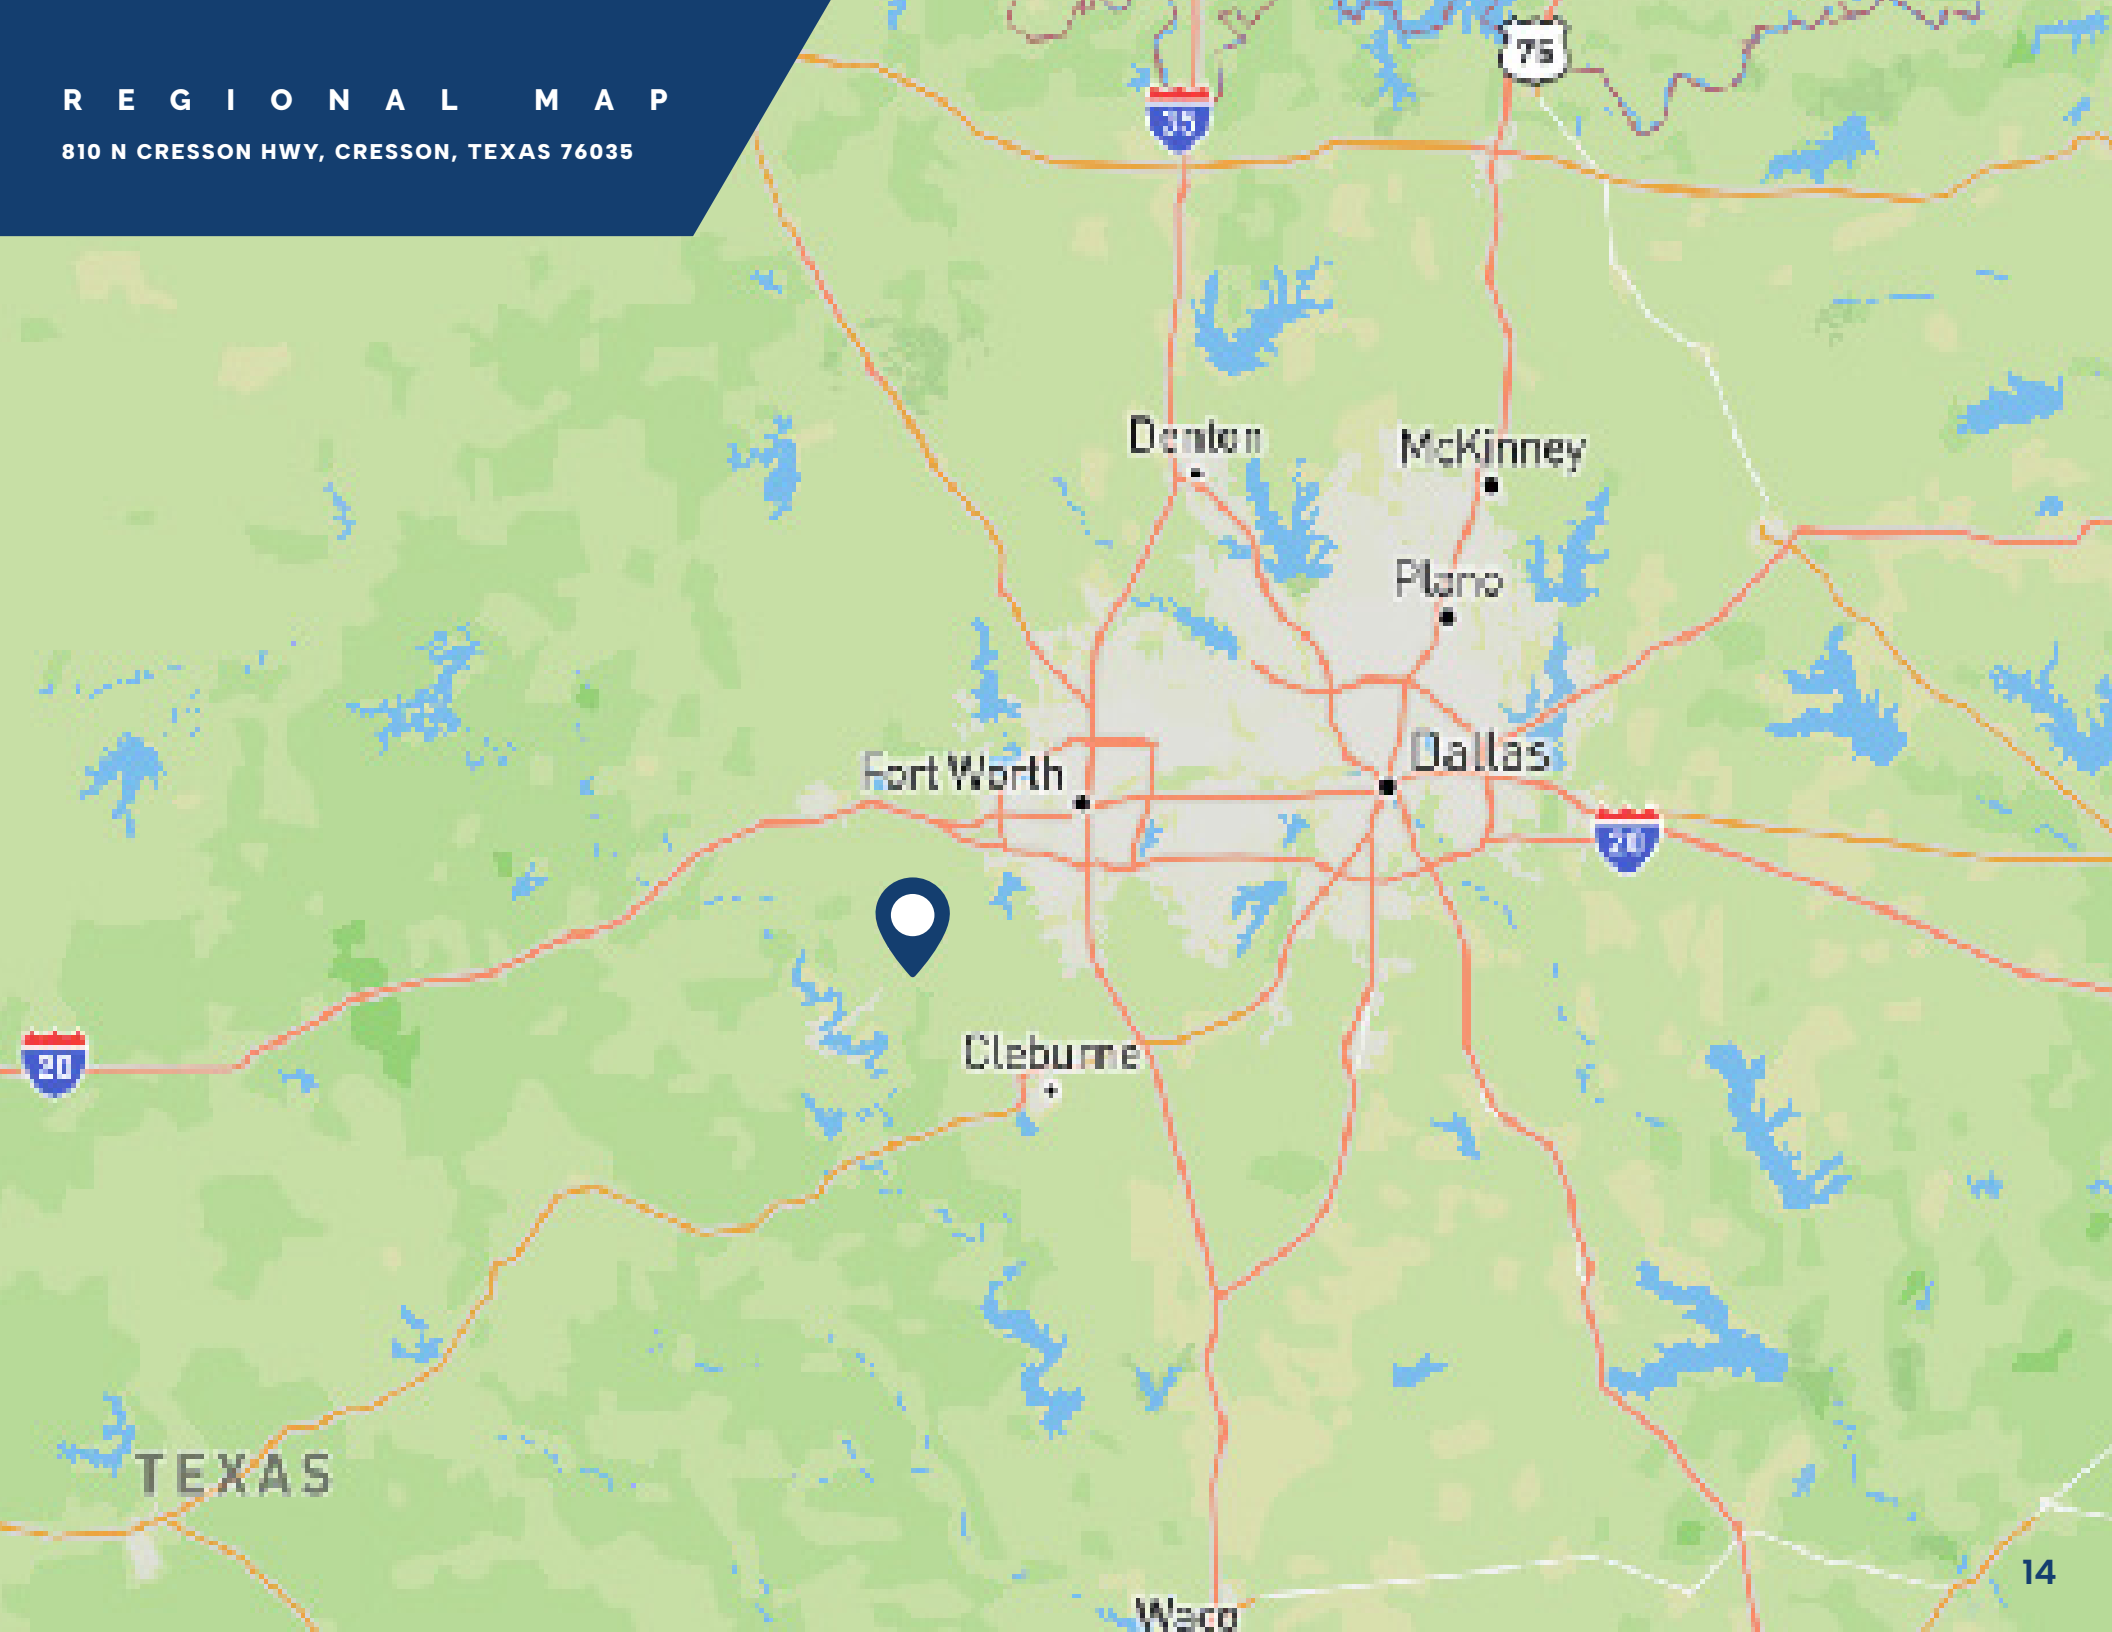 REGIONAL MAP
810 N CRESSON HWY, CRESSON, TEXAS 76035
75
35
Denton
McKinney
Plano
Fort Worth
Dallas
20
20
Cleburne
TEXAS
14
Waco